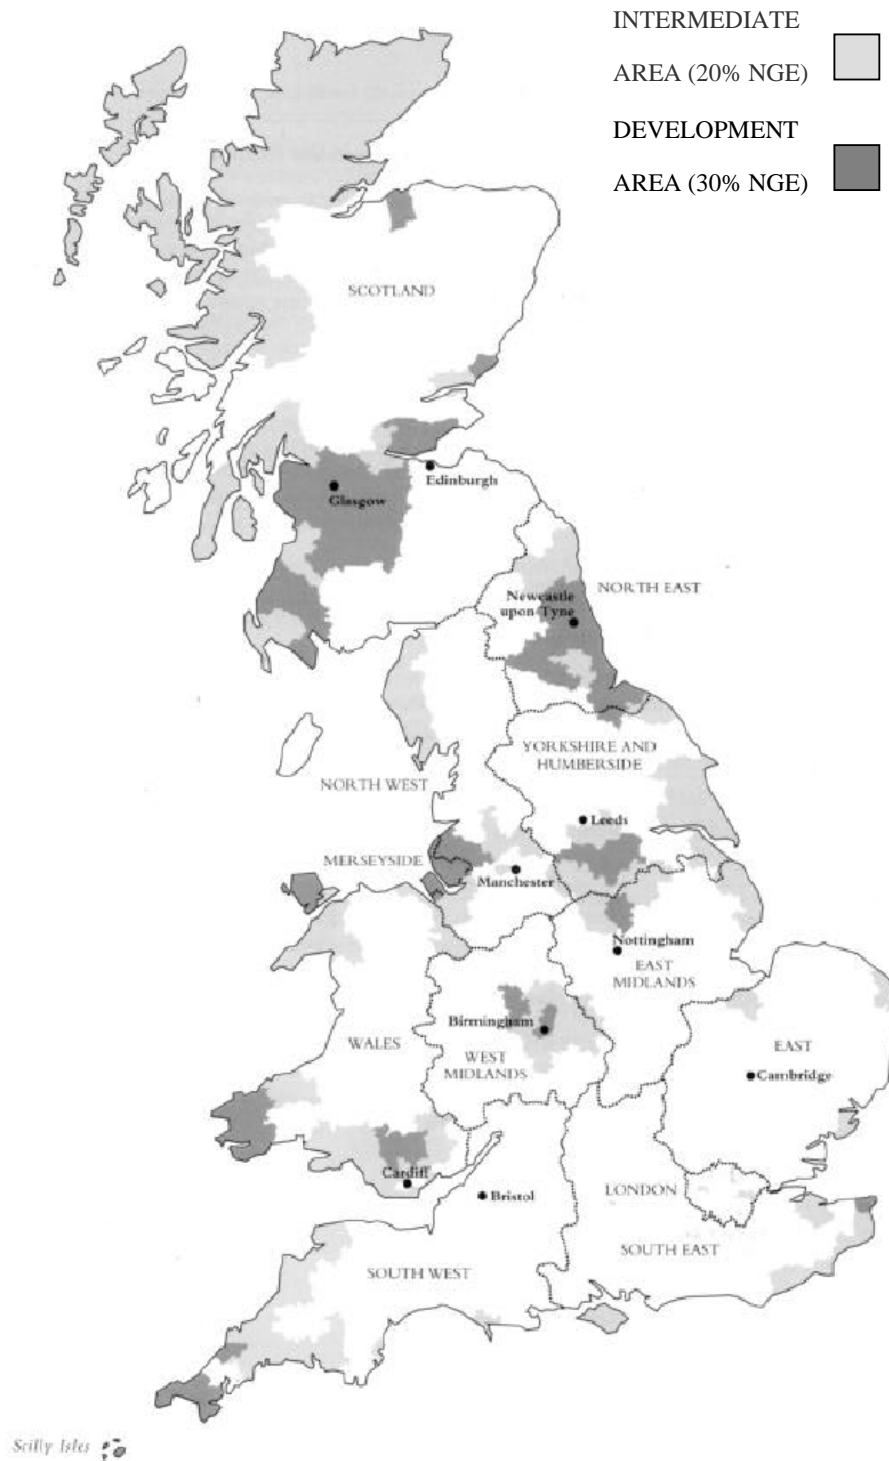 INTERMEDIATE
AREA (20% NGE)
DEVELOPMENT
AREA (30% NGE)
SCOTLAND
Edinburgh
Glasgow
NORTH EAST
Newcastle
upon Tyne
YORKSHIRE AND
HUMBERSIDE
NORTH WEST
Leeds
MERSEYSIDE
Manchester
Nottingham
EAST
MIDLANDS
Birmingham
WALES
WEST
MIDLANDS
EAST
Cambridge
Cardiff
Bristol
LONDON
SOUTH EAST
SOUTH WEST
Scilly Isles